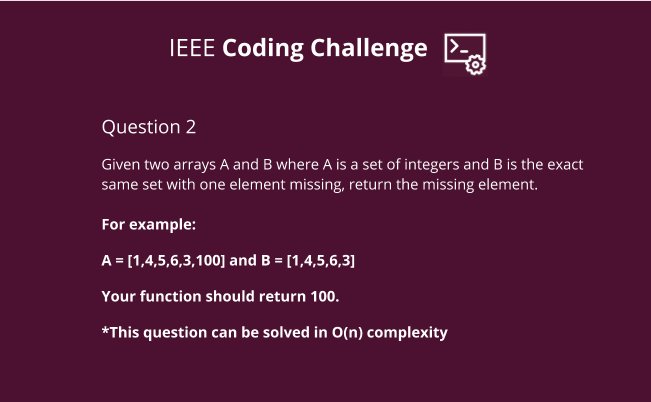 IEEE Coding Challenge
Question 2
Given two arrays A and B where A is a set of integers and B is the exact
same set with one element missing, return the missing element.
For example:
A = [1,4,5,6,3,100] and B = [1,4,5,6,3]
Your function should return 100.
*This question can be solved in O(n) complexity